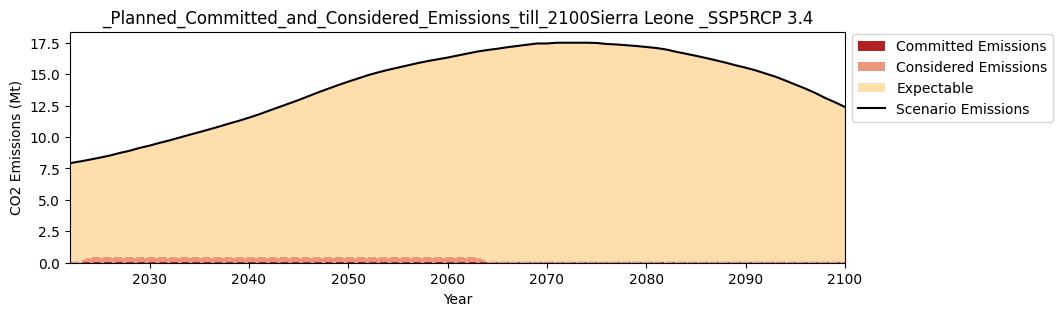 _Planned_Committed_and_Considered_Emissions_till_2100Sierra Leone _SSP5RCP 3.4
17.5
15.0
12.5
10.0
7.5
5.0
2.5
0.0
CO2 Emissions (Mt)
2030
2040
2050
2060
2070
2080
2090
2100
Year
Committed Emissions
Considered Emissions
Expectable
Scenario Emissions